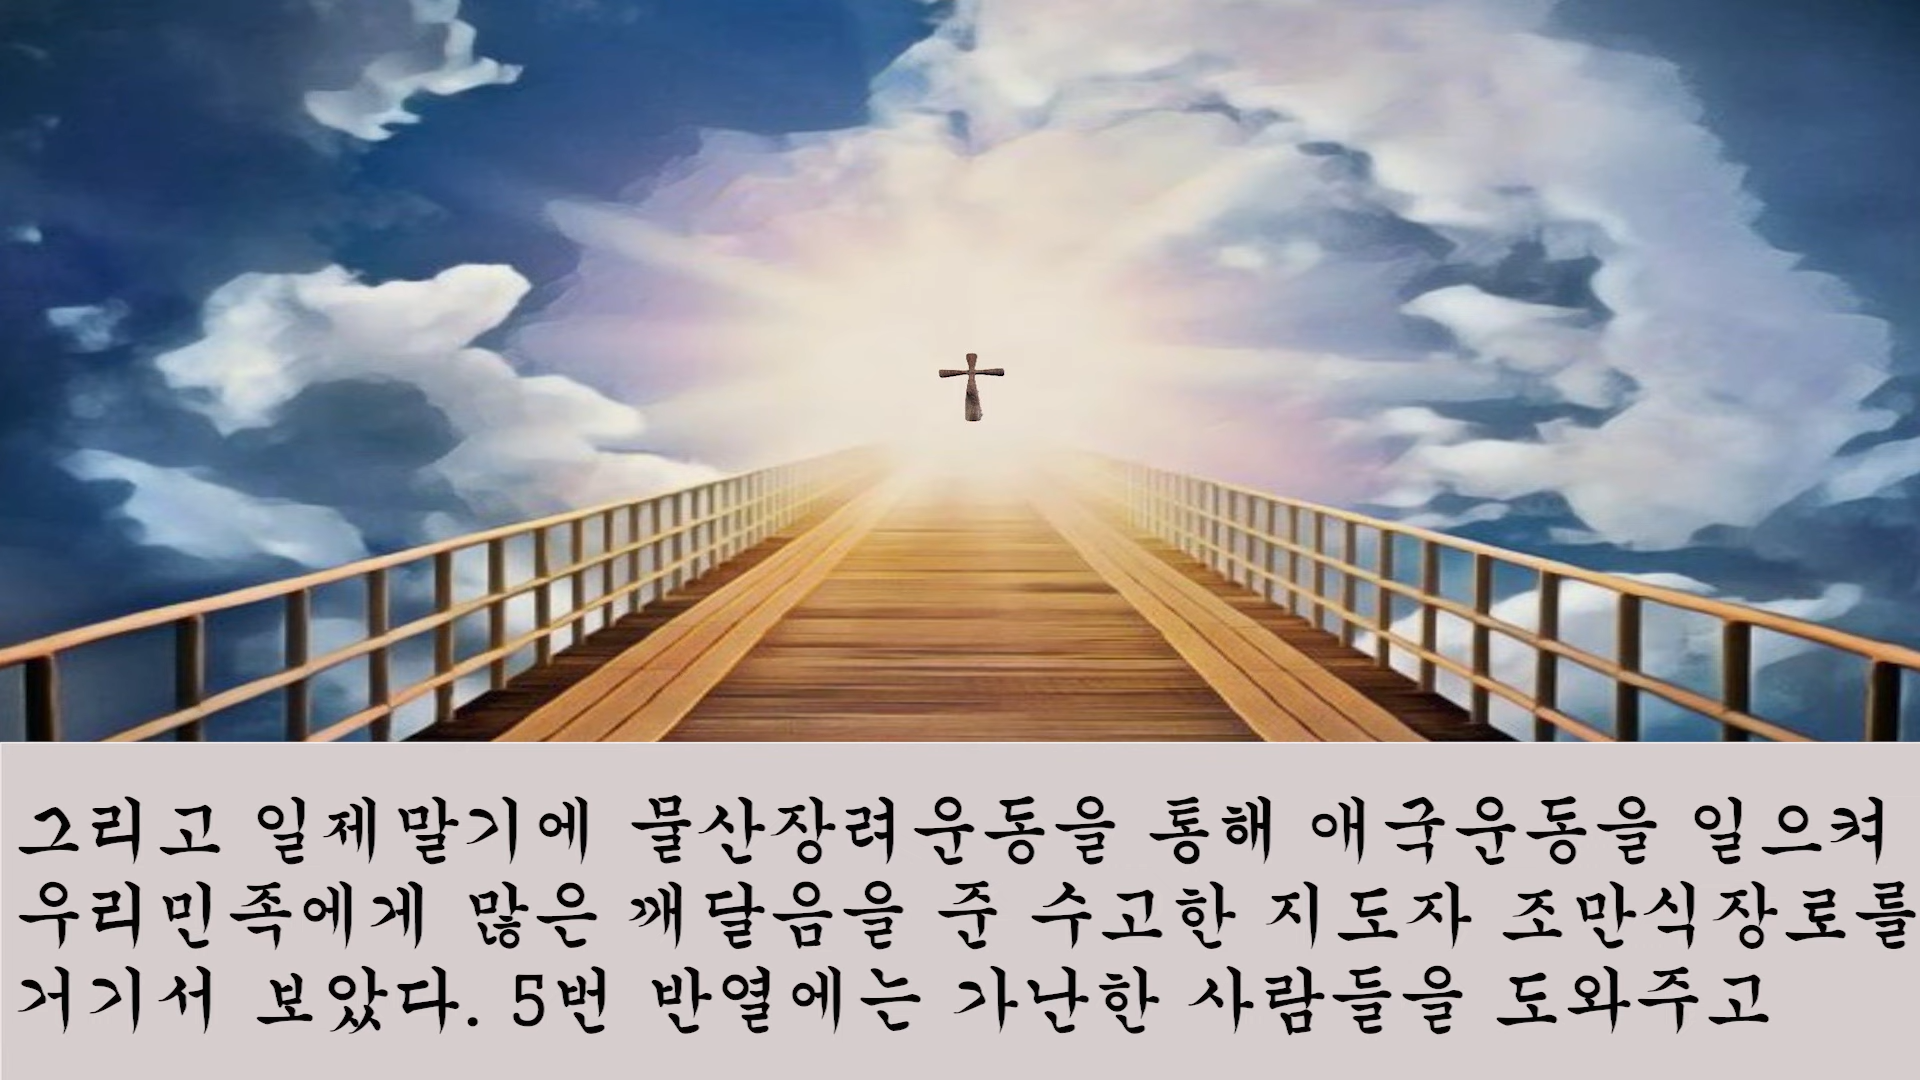 그리고 일제말기에 물산장려운동을 통해 애국운동을 일으켜
우리민족에게 많은 깨달음을 준 수고한 지도자 조만식장로를
거기서 보았다. 5번 반열에는 가난한 사람들을 도와주고